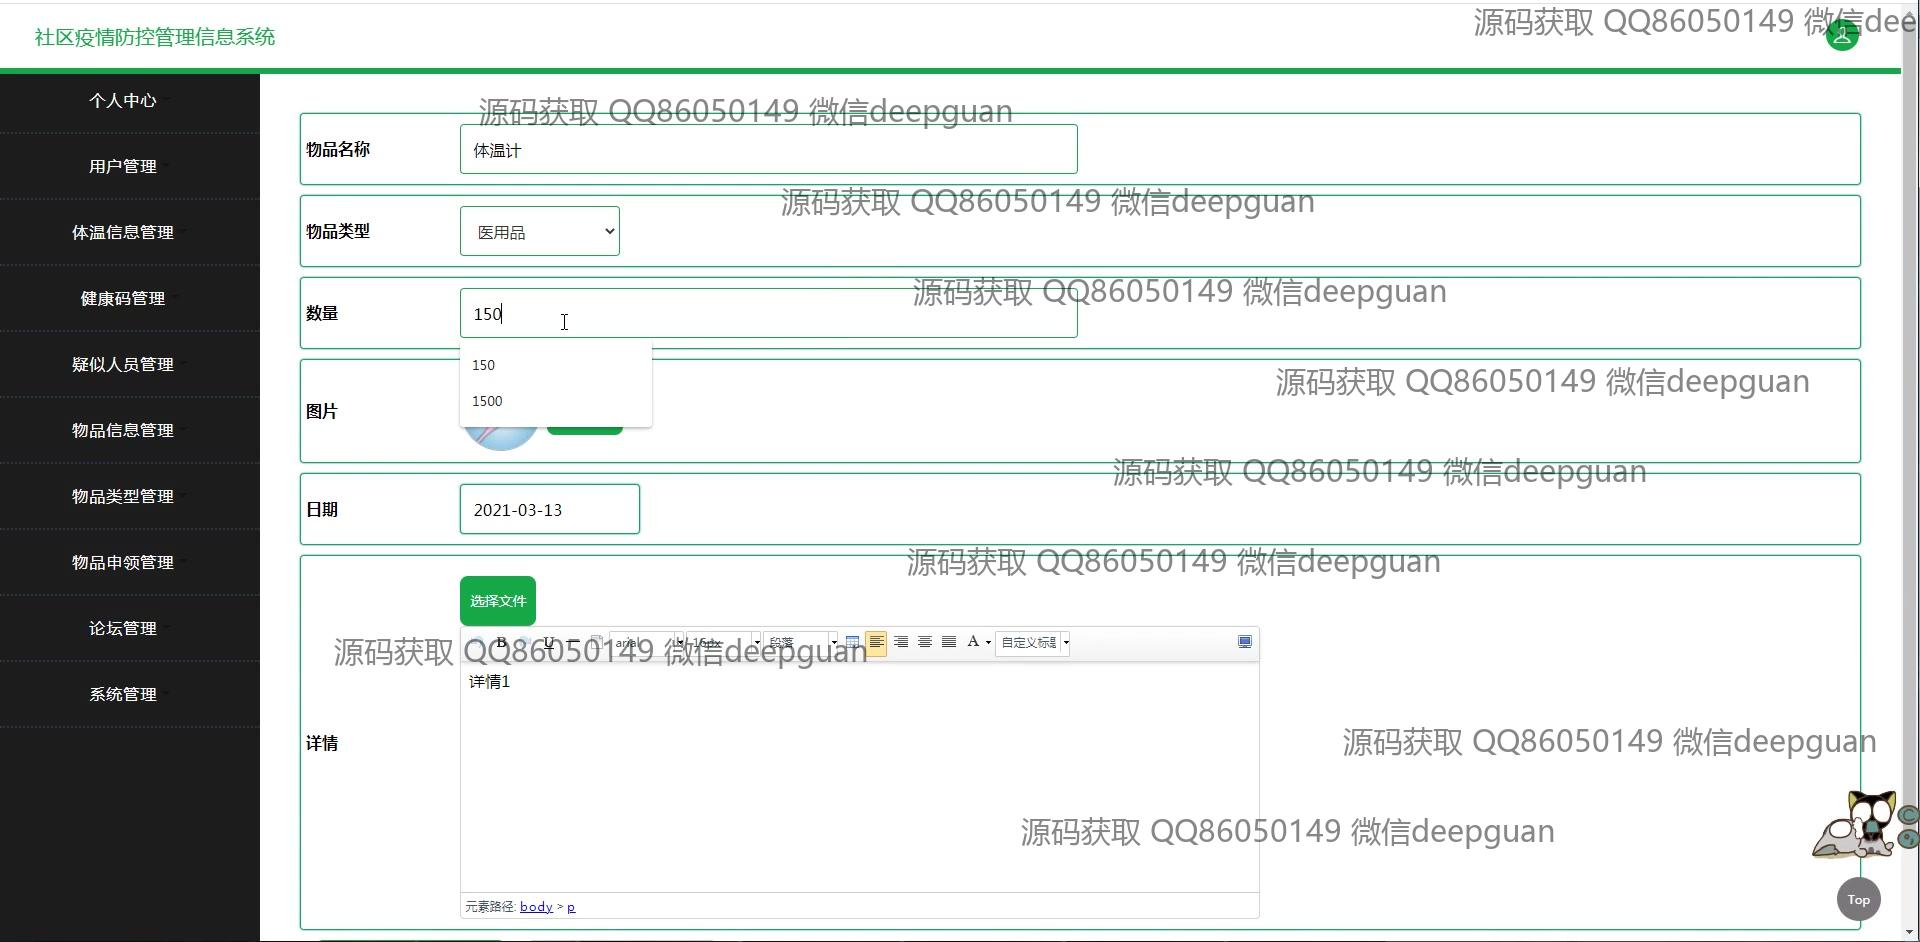 社区疫情防控管理信息系统
源码获取 QQ86050149 微信dee
个人中心
用户管理
体温信息管理
健康码管理
疑似人员管理
物品信息管理
物品类型管理
物品申领管理
论坛管理
系统管理
源码获取 QQ86050149 微信deepguan
物品名称
体温计
源码获取 QQ86050149 微信deepguan
物品类型
医用品
源码获取 QQ86050149 微信deepguan
数量
150
150
1500
源码获取 QQ86050149 微信deepguan
图片
源码获取 QQ86050149 微信deepguan
日期
2021-03-13
源码获取 QQ86050149 微信deepguan
选择文件
B U arial 16px 段落 A 自定义标题
源码获取 QQ86050149 微信deepguan
详情1
详情
源码获取 QQ86050149 微信deepguan
源码获取 QQ86050149 微信deepguan
元素路径: body > p
Top